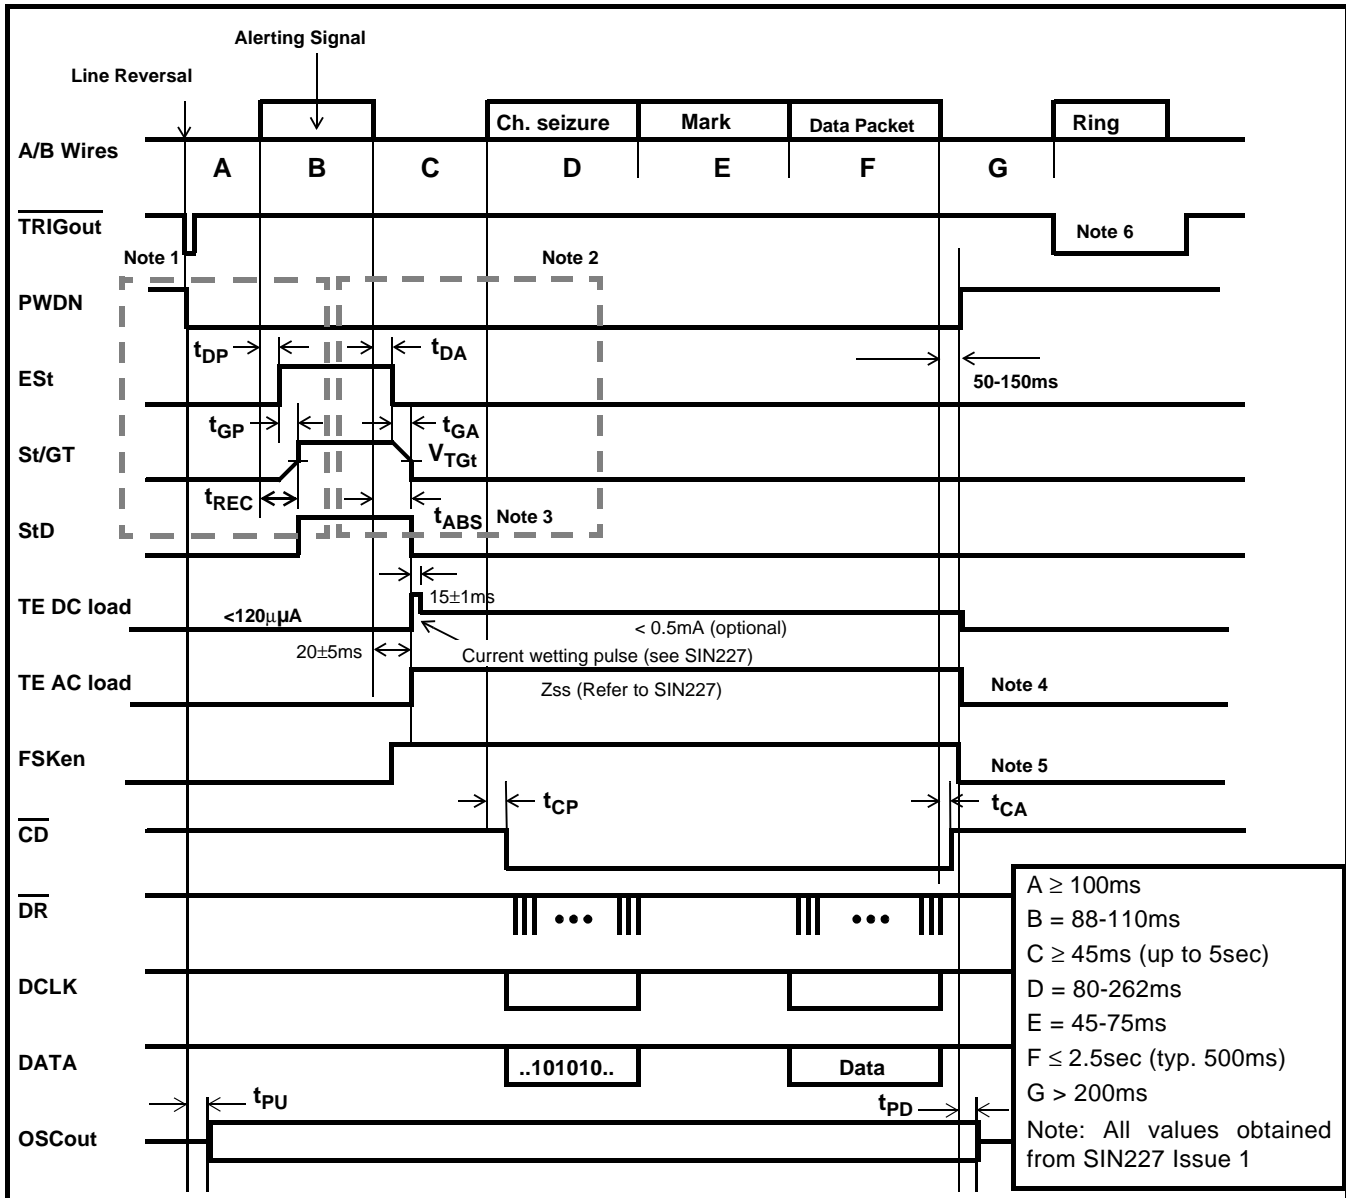 Alerting Signal
Line Reversal
Ch. seizure Mark Data Packet Ring
A/B Wires
A B C D E F G
TRIGout
Note 6
Note 1 Note 2
PWDN
tDP tDA
50-150ms
ESt
tGP tGA
St/GT
VTGt
tREC
tABS Note 3
StD
15±1ms
TE DC load
<120μµA
< 0.5mA (optional)
20±5ms
Current wetting pulse (see SIN227)
TE AC load
Zss (Refer to SIN227)
Note 4
FSKen
Note 5
tCP tCA
CD
DR
•••  •••
DCLK
DATA
..101010.. Data
tPU tPD
OSCout
A ≥ 100ms
B = 88-110ms
C ≥ 45ms (up to 5sec)
D = 80-262ms
E = 45-75ms
F ≤ 2.5sec (typ. 500ms)
G > 200ms
Note: All values obtained
from SIN227 Issue 1